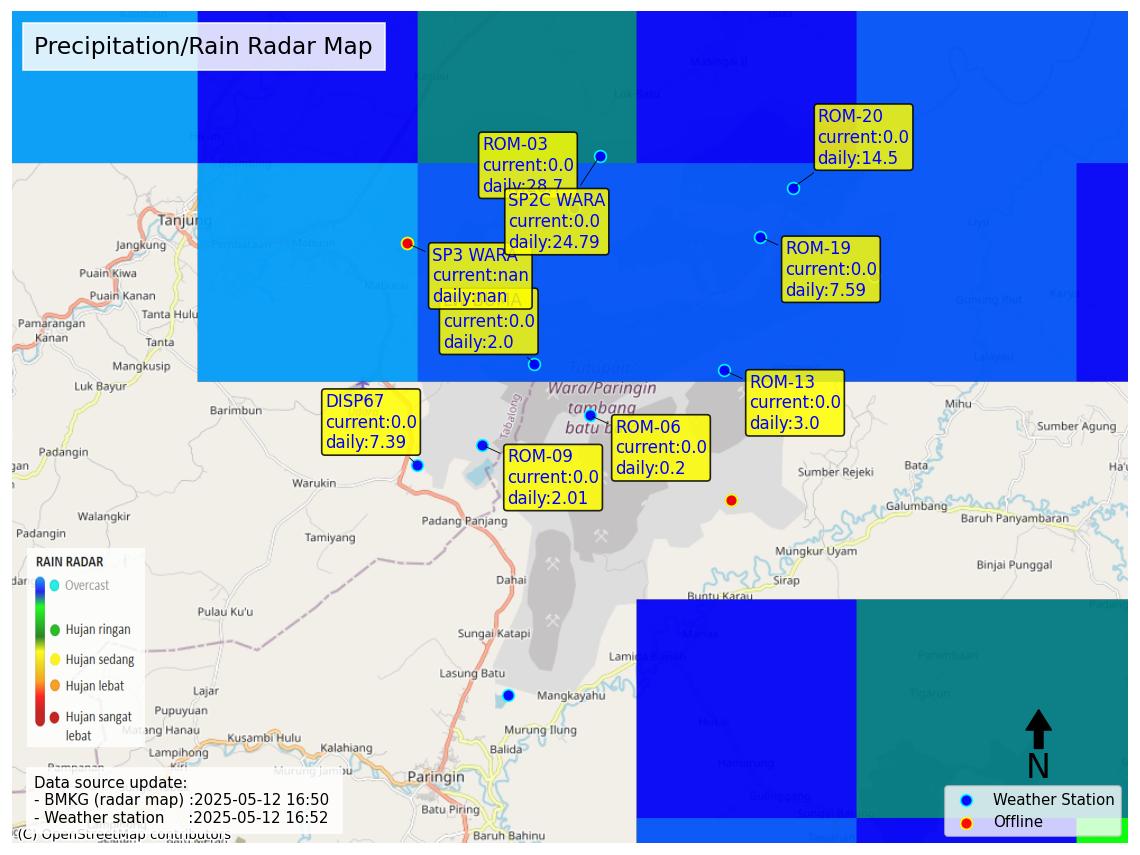 Precipitation/Rain Radar Map
ROM-20
current:0.0
daily:14.5
ROM-03
current:0.0
daily:28.7
SP2C WARA
current:0.0
daily:24.79
Tanjung
Jangkung
Puain Kiwa
Puain Kanan
Tanta Hulu
Pamarangan
Kanan
Tanta
Mangkusip
Luk Bayur
SP3 WARA
current:nan
daily:nan
current:0.0
daily:2.0
ROM-19
current:0.0
daily:7.59
Wara/Paringin
tambang
batu b
Tabalong
ROM-13
current:0.0
daily:3.0
DISP67
current:0.0
daily:7.39
ROM-06
current:0.0
daily:0.2
ROM-09
current:0.0
daily:2.01
Barimbun
Mihu
Sumber Agung
Padangin
Sumber Rejeki
Bata
Warukin
Galumbang
Baruh Panyambaran
Walangkir
Padangin
Padang Panjang
Tamiyang
Mungkur Uyam
Binjai Punggal
Sirap
Dahai
Buntu Karau
Pulau Ku'u
Sungai Katapi
Lasung Batu
Lajar
Mangkayahu
Pupuyuan
Matang Hanau
Murung Ilung
Kusambi Hulu
Lampihong
Kalahiang
Balida
Murung Jambu
Paringin
Batu Piring
Baruh Bahinu
RAIN RADAR
Overcast
Hujan ringan
Hujan sedang
Hujan lebat
Hujan sangat
lebat
Data source update:
- BMKG (radar map) :2025-05-12 16:50
- Weather station :2025-05-12 16:52
(C) OpenStreetMap contributors
N
Weather Station
Offline